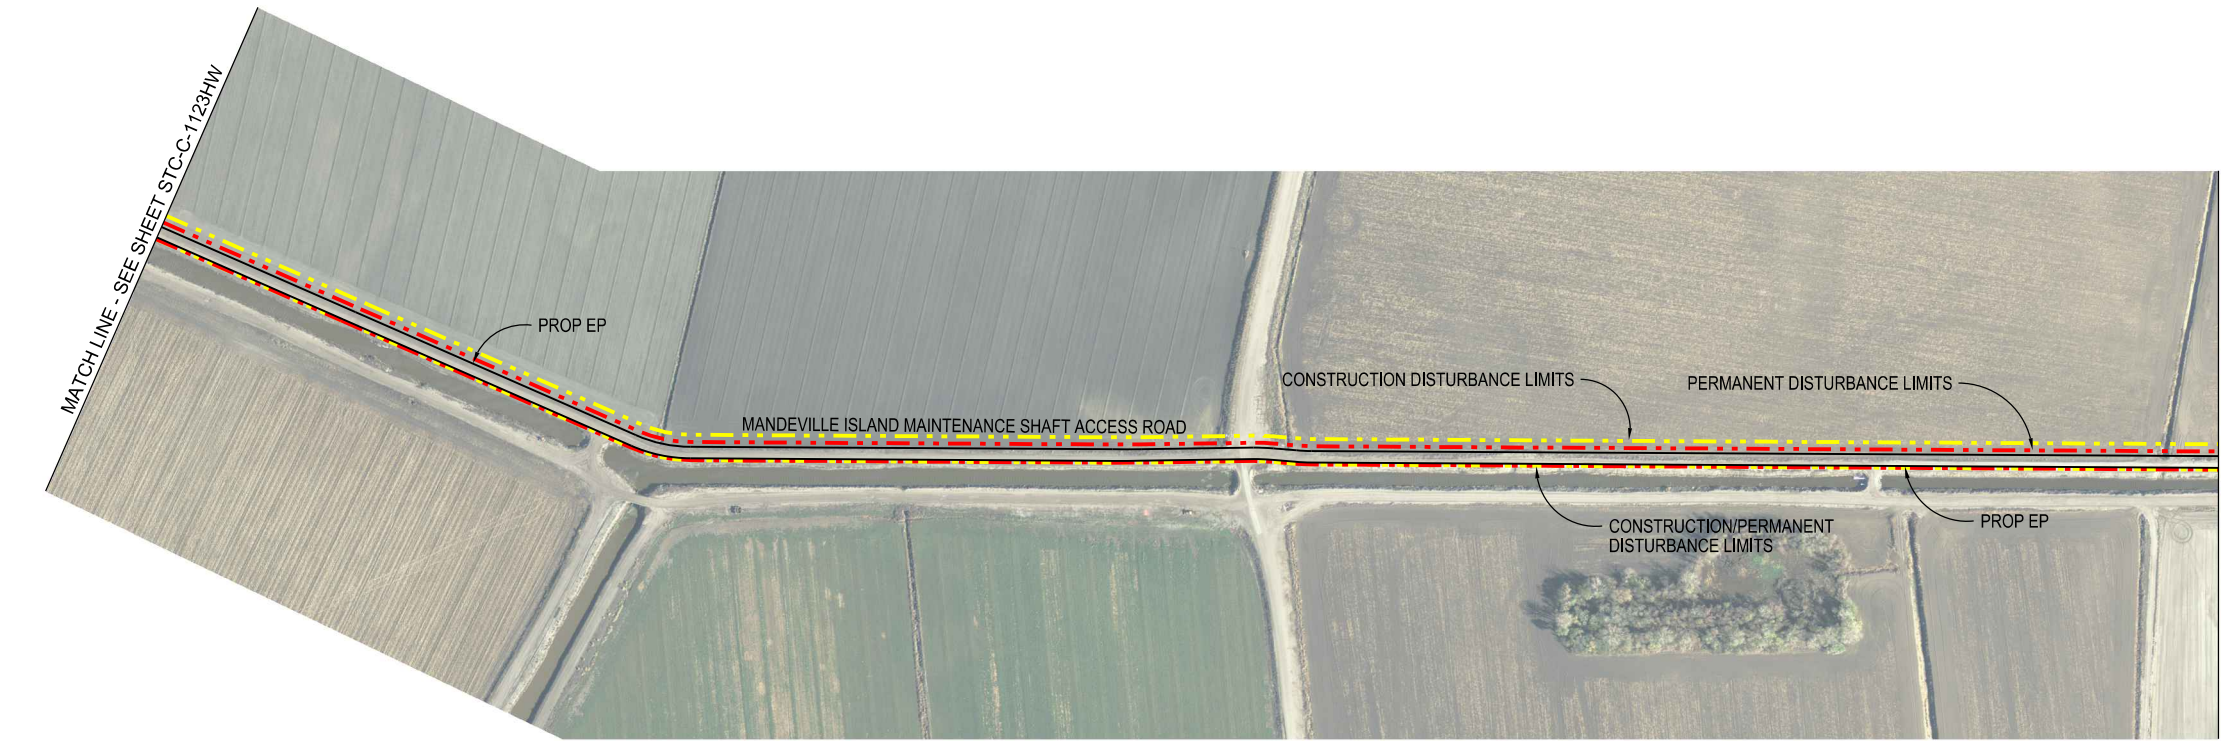 MATCH LINE - SEE SHEET STC-C-1123HW
PROP EP
MANDEVILLE ISLAND MAINTENANCE SHAFT ACCESS ROAD
CONSTRUCTION DISTURBANCE LIMITS
PERMANENT DISTURBANCE LIMITS
CONSTRUCTION/PERMANENT
DISTURBANCE LIMITS
PROP EP